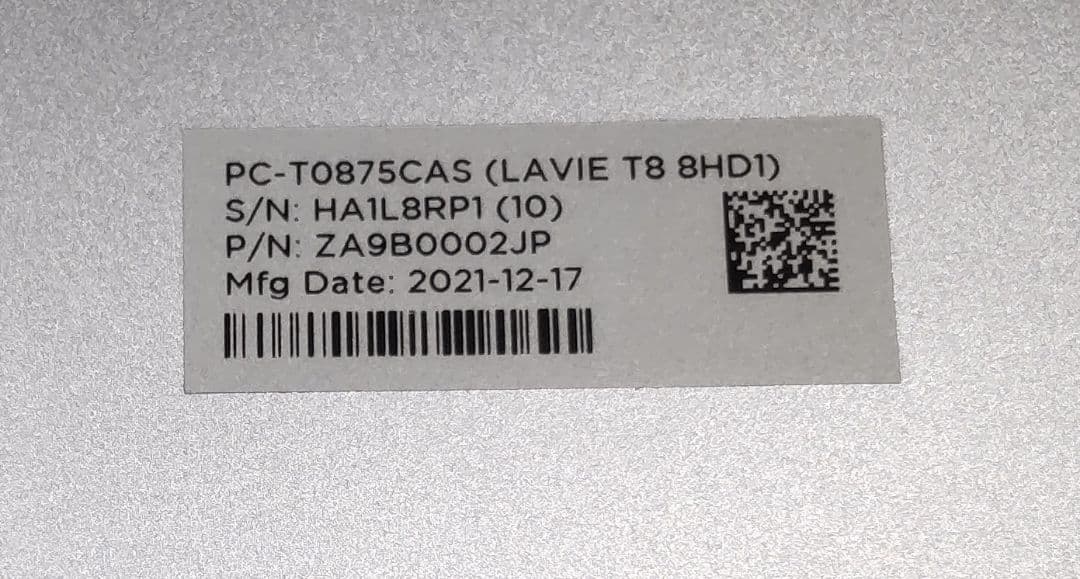 PC-T0875CAS (LAVIE T8 8HD1)
S/N: HA1L8RP1 (10)
P/N: ZA9B0002JP
Mfg Date: 2021-12-17